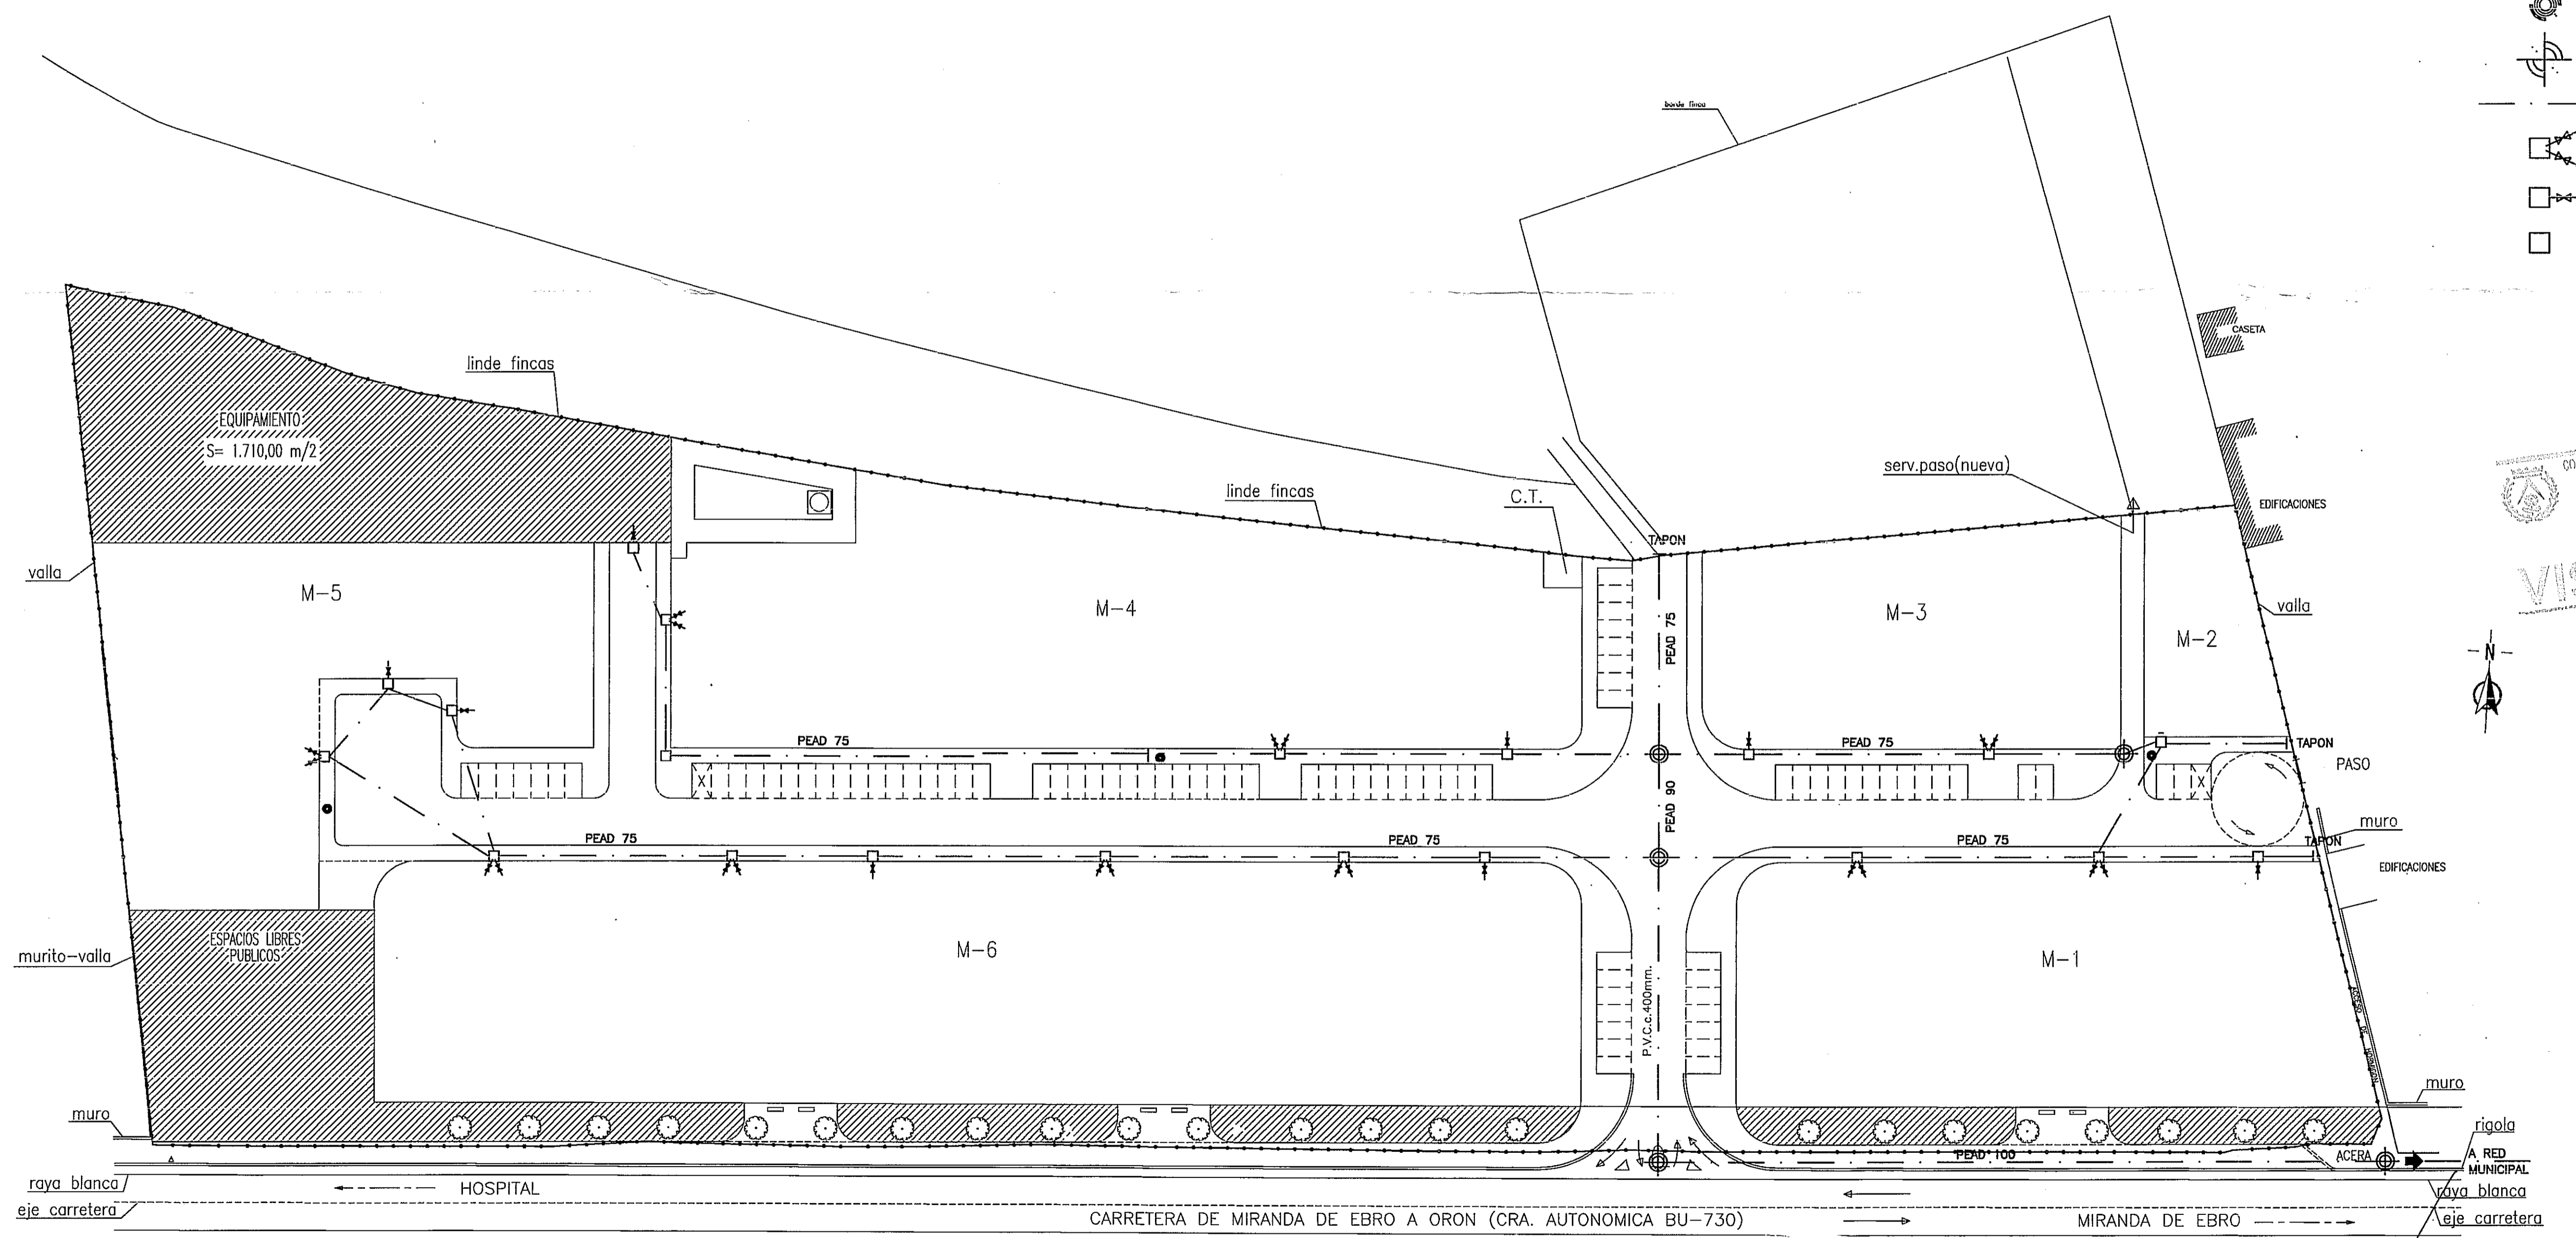 borde finca
CASETA
linde fincas
EQUIPAMIENTO
S= 1.710,00 m/2
serv.paso(nueva)
linde fincas
C.T.
EDIFICACIONES
TAPON
valla
M-5
M-4
M-3
valla
M-2
PEAD 75
N
PEAD 75
PEAD 75
TAPON
PASO
PEAD 90
muro
PEAD 75
PEAD 75
PEAD 75
TAPON
EDIFICACIONES
ESPACIOS LIBRES
PUBLICOS
murito-valla
M-6
M-1
P.V.C.c.400mm.
ACCESO DE HORMIGON
muro
muro
rigola
PEAD 100
ACERA
A RED
MUNICIPAL
raya blanca
HOSPITAL
raya blanca
eje carretera
CARRETERA DE MIRANDA DE EBRO A ORON (CRA. AUTONOMICA BU-730)
MIRANDA DE EBRO
eje carretera